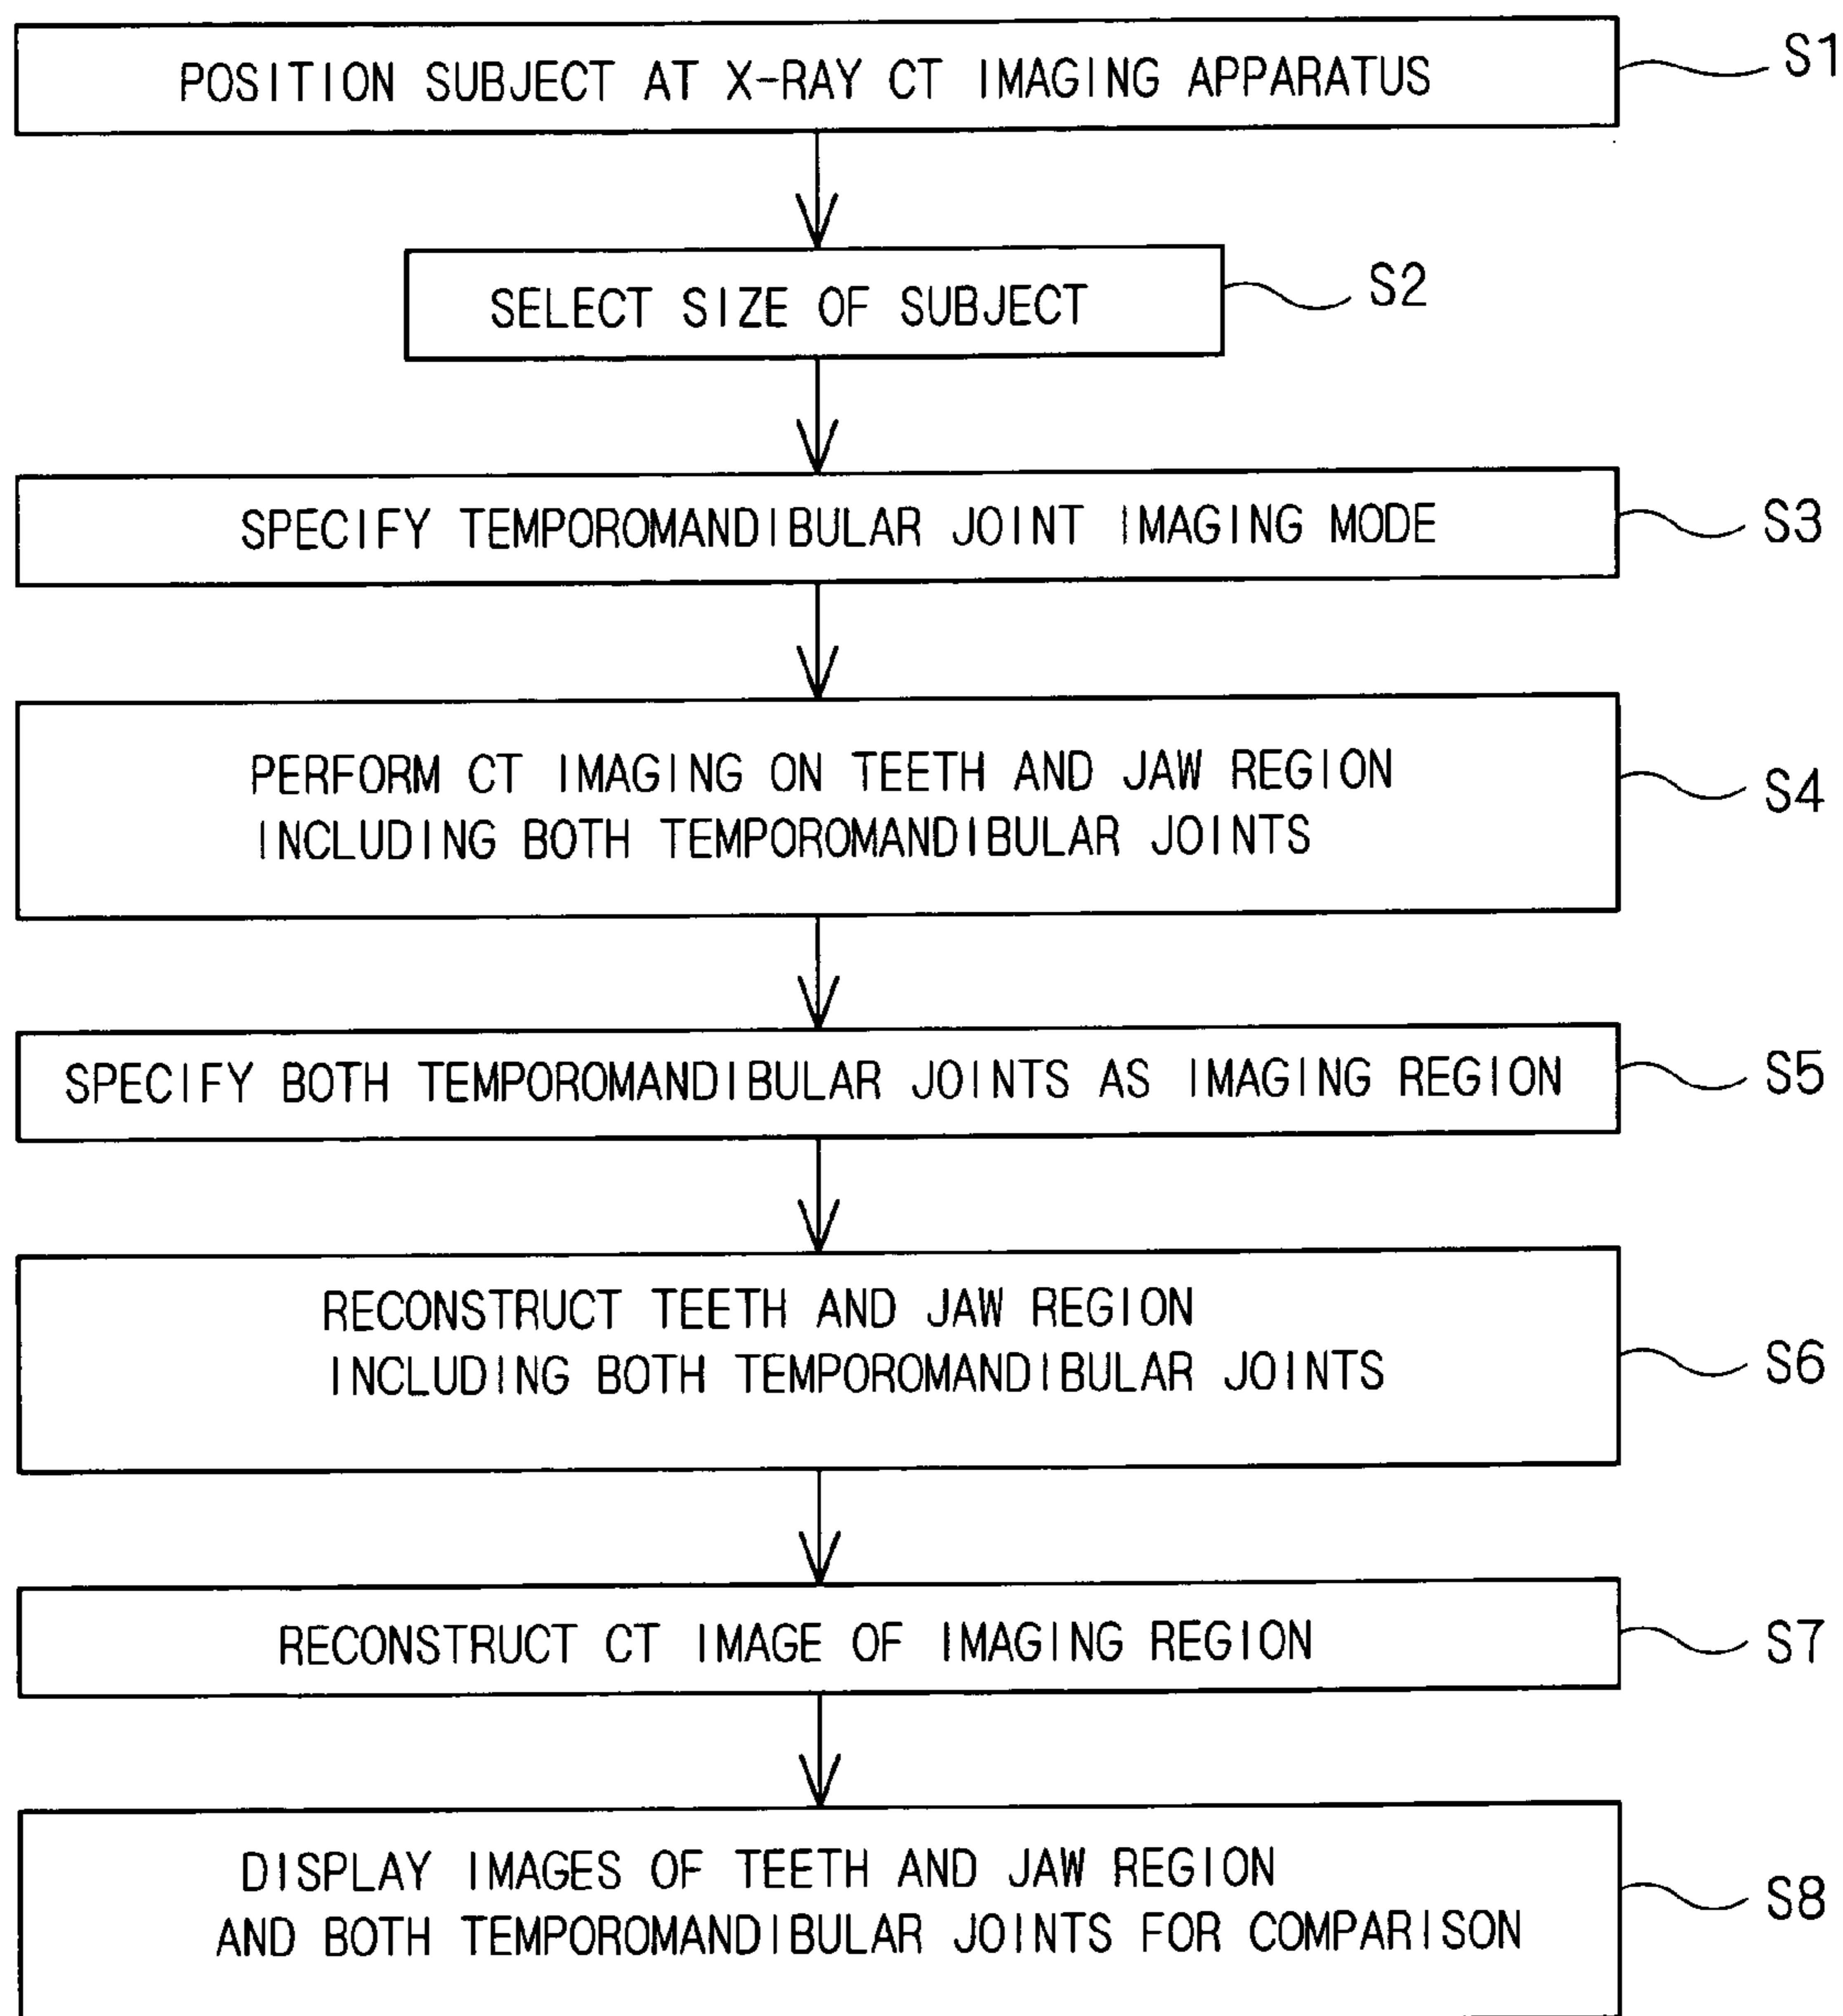 POSITION SUBJECT AT X-RAY CT IMAGING APPARATUS
S1
SELECT SIZE OF SUBJECT
S2
SPECIFY TEMPOROMANDIBULAR JOINT IMAGING MODE
S3
PERFORM CT IMAGING ON TEETH AND JAW REGION
INCLUDING BOTH TEMPOROMANDIBULAR JOINTS
S4
SPECIFY BOTH TEMPOROMANDIBULAR JOINTS AS IMAGING REGION
S5
RECONSTRUCT TEETH AND JAW REGION
INCLUDING BOTH TEMPOROMANDIBULAR JOINTS
S6
RECONSTRUCT CT IMAGE OF IMAGING REGION
S7
DISPLAY IMAGES OF TEETH AND JAW REGION
AND BOTH TEMPOROMANDIBULAR JOINTS FOR COMPARISON
S8